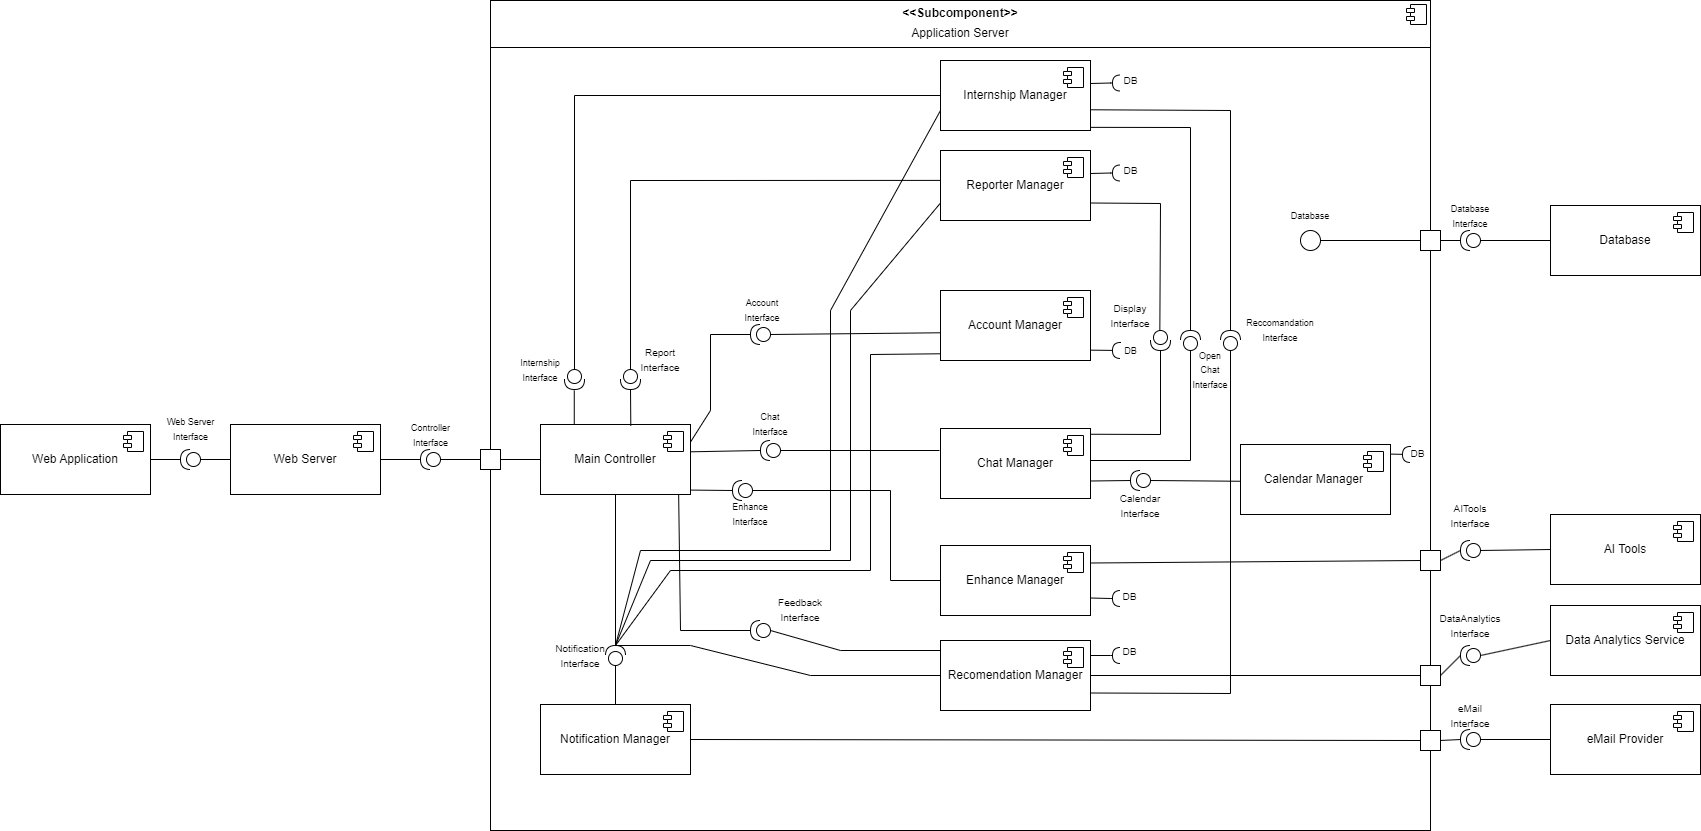 <<Subcomponent>>
Application Server
Internship Manager
DB
Reporter Manager
DB
Database
Database
Interface
Database
Account
Interface
Account Manager
DB
Display
Interface
Reccomandation
Interface
Open
Chat
Interface
Internship
Interface
Report
Interface
Web Application
Web Server
Interface
Web Server
Controller
Interface
Main Controller
Chat
Interface
Chat Manager
Calendar
Interface
Calendar Manager
DB
Enhance
Interface
AITools
Interface
AI Tools
Enhance Manager
DB
Feedback
Interface
DataAnalytics
Interface
Data Analytics Service
Notification
Interface
Recomendation Manager
DB
Notification Manager
eMail
Interface
eMail Provider